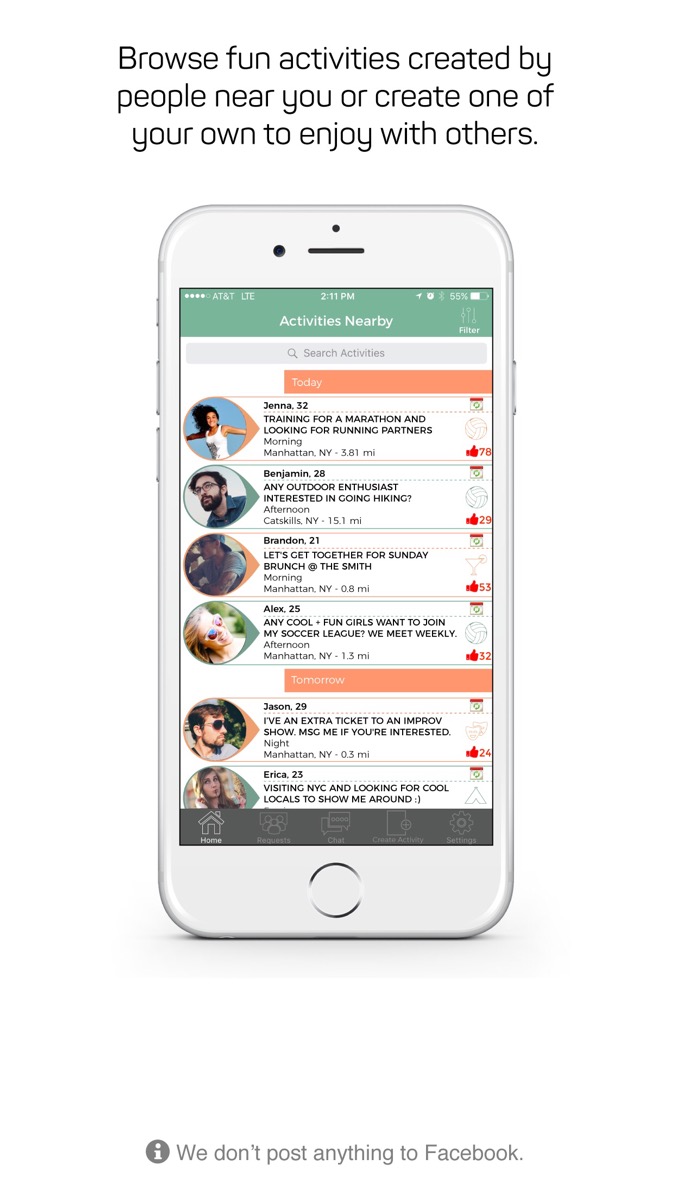 Browse fun activities created by
people near you or create one of
your own to enjoy with others.
AT&T LTE 2:11 PM 55%
Activities Nearby
Filter
Search Activities
Today
Jenna, 32
TRAINING FOR A MARATHON AND
LOOKING FOR RUNNING PARTNERS
Morning
Manhattan, NY - 3.81 mi
78
Benjamin, 28
ANY OUTDOOR ENTHUSIAST
INTERESTED IN GOING HIKING?
Afternoon
Catskills, NY - 15.1 mi
29
Brandon, 21
LET'S GET TOGETHER FOR SUNDAY
BRUNCH @ THE SMITH
Morning
Manhattan, NY - 0.8 mi
53
Alex, 25
ANY COOL + FUN GIRLS WANT TO JOIN
MY SOCCER LEAGUE? WE MEET WEEKLY.
Afternoon
Manhattan, NY - 1.3 mi
32
Tomorrow
Jason, 29
I'VE AN EXTRA TICKET TO AN IMPROV
SHOW. MSG ME IF YOU'RE INTERESTED.
Night
Manhattan, NY - 0.3 mi
24
Erica, 23
VISITING NYC AND LOOKING FOR COOL
LOCALS TO SHOW ME AROUND :)
Home Requests Chat Create Activity Settings
We don't post anything to Facebook.